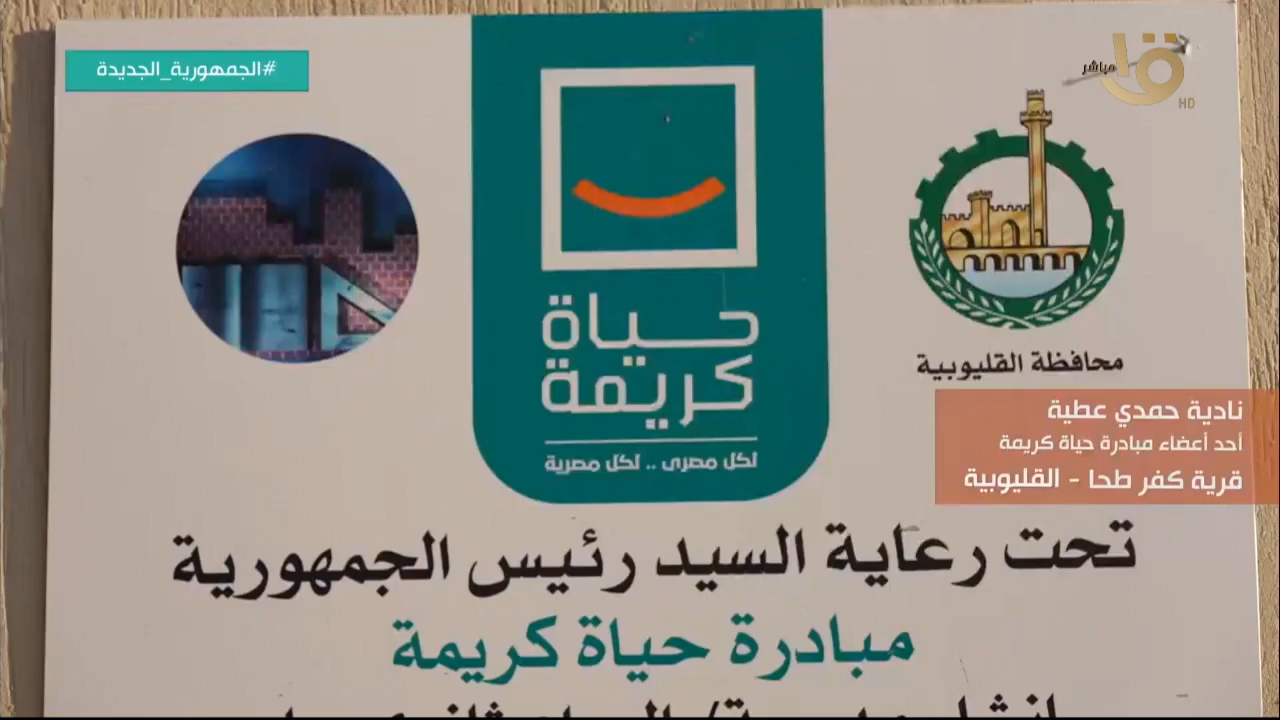 #الجمهورية_الجديدة
مباشر
HD
حياة
كريمة
لكل مصرى .. لكل مصرية
محافظة القليوبية
نادية حمدي عطية
أحد أعضاء مبادرة حياة كريمة
قرية كفر طحا - القليوبية
تحت رعاية السيد رئيس الجمهورية
مبادرة حياة كريمة